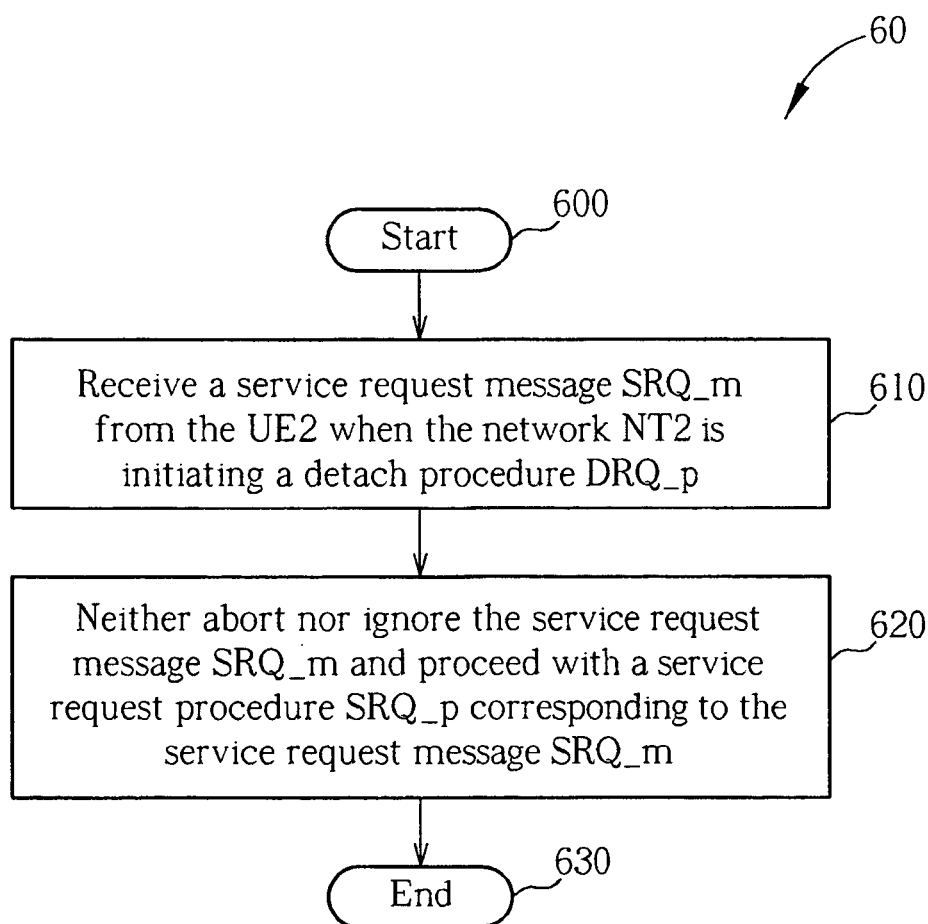 60
Start
600
Receive a service request message SRQ_m
from the UE2 when the network NT2 is
initiating a detach procedure DRQ_p
610
Neither abort nor ignore the service request
message SRQ_m and proceed with a service
request procedure SRQ_p corresponding to the
service request message SRQ_m
620
End
630